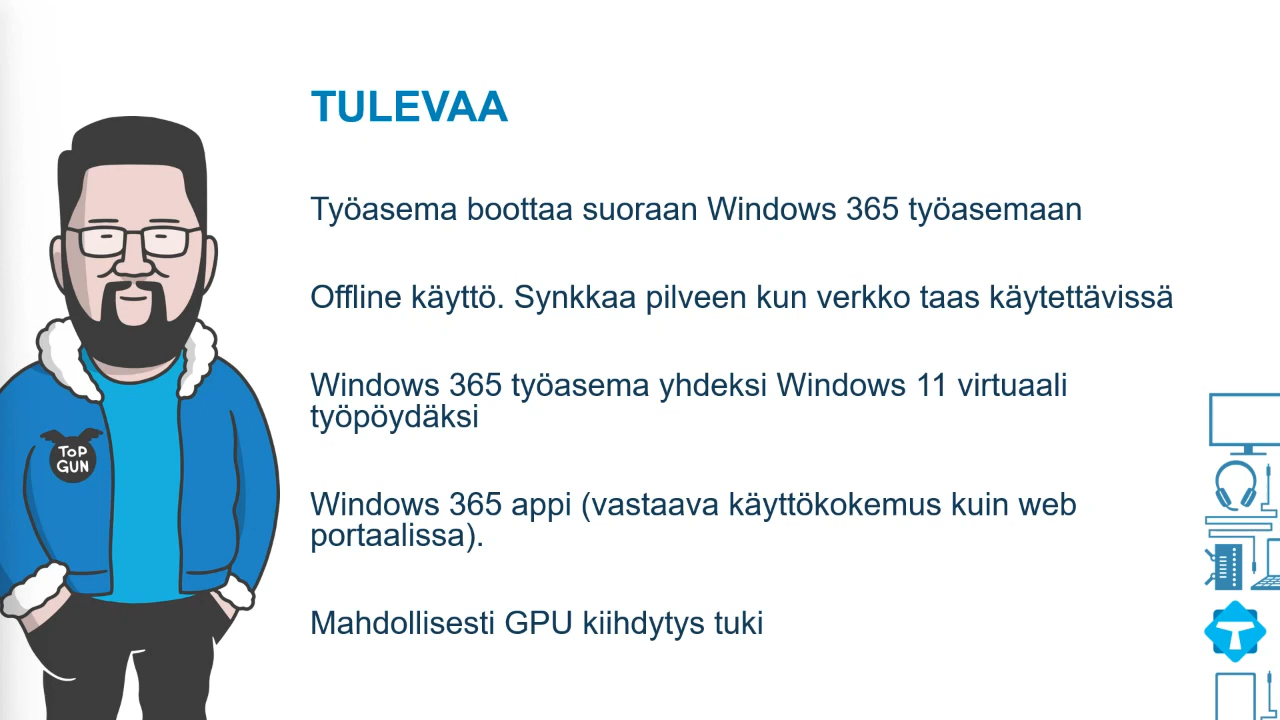 TULEVAA
Työasema boottaa suoraan Windows 365 työasemaan
Offline käyttö. Synkkaa pilveen kun verkko taas käytettävissä
Windows 365 työasema yhdeksi Windows 11 virtuaali
työpöydäksi
Windows 365 appi (vastaava käyttökokemus kuin web
portaalissa).
Mahdollisesti GPU kiihdytys tuki
TOP
GUN